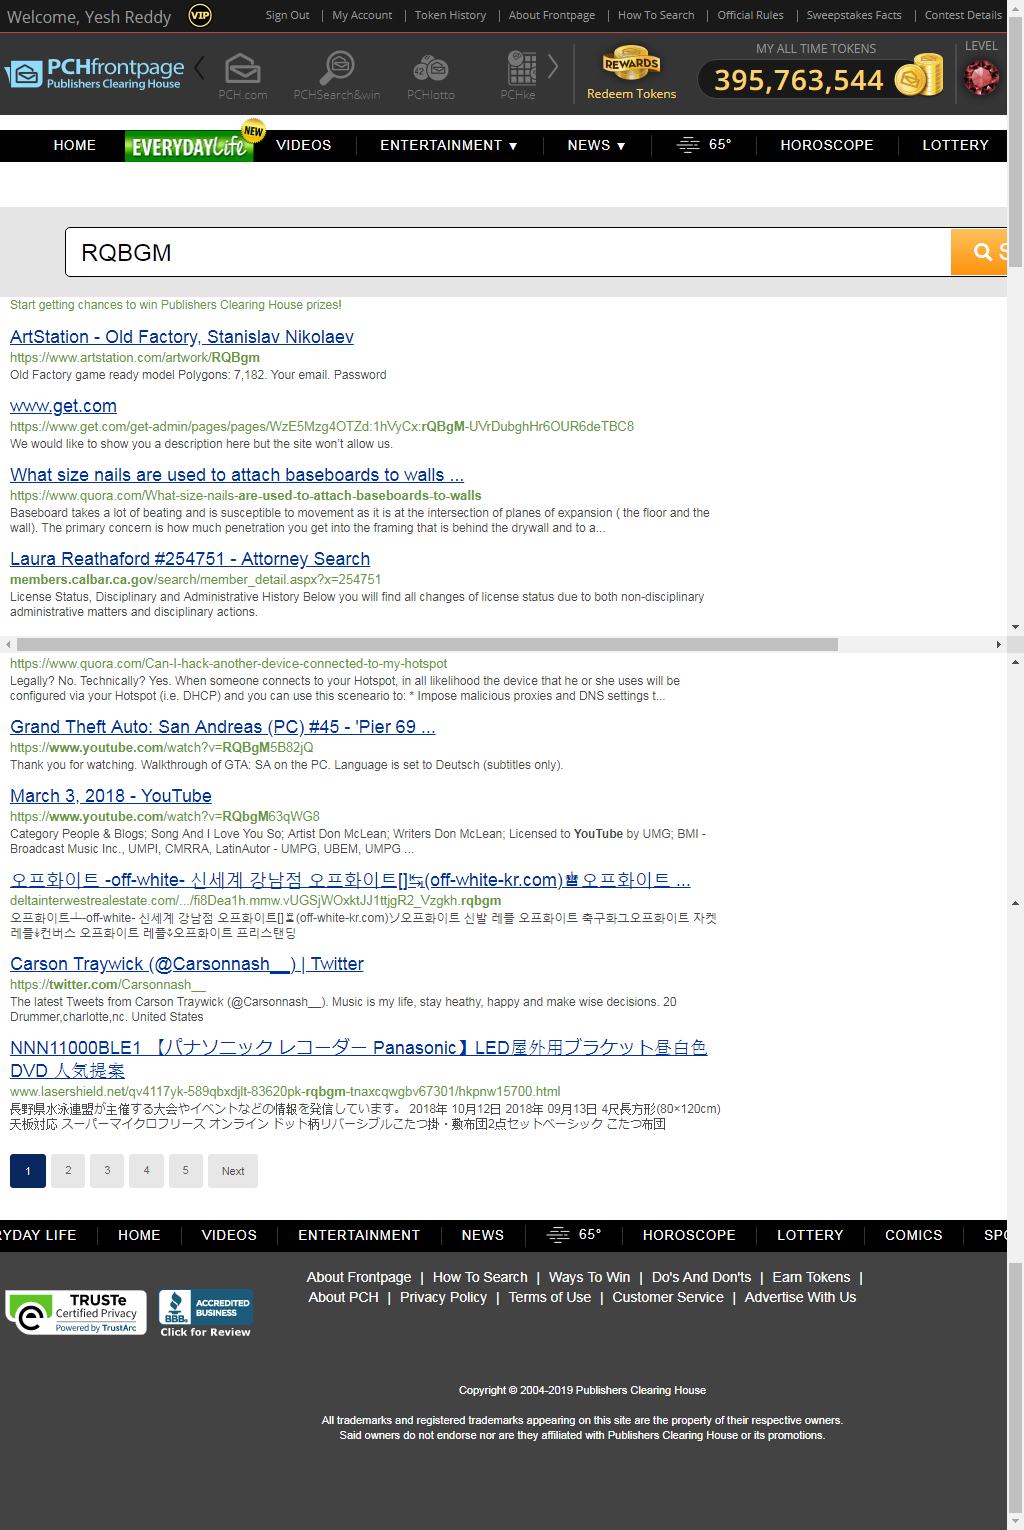 Welcome, Yesh Reddy VIP Sign Out | My Account | Token History | About Frontpage | How To Search | Official Rules | Sweepstakes Facts | Contest Details
PCHfrontpage
Publishers Clearing House
PCH.com PCHSearch&win PCHlotto PCHke
REWARDS
Redeem Tokens
MY ALL TIME TOKENS
395,763,544
LEVEL
HOME EVERYDAY Life NEW VIDEOS ENTERTAINMENT ▼ NEWS ▼ 65° HOROSCOPE LOTTERY
RQBGM S
Start getting chances to win Publishers Clearing House prizes!
ArtStation - Old Factory, Stanislav Nikolaev
https://www.artstation.com/artwork/RQBgm
Old Factory game ready model Polygons: 7,182. Your email. Password
www.get.com
https://www.get.com/get-admin/pages/pages/WzE5Mzg4OTZd:1hVyCx:rQBgM-UVrDubghHr6OUR6deTBC8
We would like to show you a description here but the site won't allow us.
What size nails are used to attach baseboards to walls ...
https://www.quora.com/What-size-nails-are-used-to-attach-baseboards-to-walls
Baseboard takes a lot of beating and is susceptible to movement as it is at the intersection of planes of expansion ( the floor and the
wall). The primary concern is how much penetration you get into the framing that is behind the drywall and to a...
Laura Reathaford #254751 - Attorney Search
members.calbar.ca.gov/search/member_detail.aspx?x=254751
License Status, Disciplinary and Administrative History Below you will find all changes of license status due to both non-disciplinary
administrative matters and disciplinary actions.
https://www.quora.com/Can-I-hack-another-device-connected-to-my-hotspot
Legally? No. Technically? Yes. When someone connects to your Hotspot, in all likelihood the device that he or she uses will be
configured via your Hotspot (i.e. DHCP) and you can use this sceneario to: * Impose malicious proxies and DNS settings t...
Grand Theft Auto: San Andreas (PC) #45 - 'Pier 69 ...
https://www.youtube.com/watch?v=RQBgM5B82jQ
Thank you for watching. Walkthrough of GTA: SA on the PC. Language is set to Deutsch (subtitles only).
March 3, 2018 - YouTube
https://www.youtube.com/watch?v=RQbgM63qWG8
Category People & Blogs; Song And I Love You So; Artist Don McLean; Writers Don McLean; Licensed to YouTube by UMG; BMI -
Broadcast Music Inc., UMPI, CMRRA, LatinAutor - UMPG, UBEM, UMPG ...
오프화이트 -off-white- 신세계 강남점 오프화이트[]↹(off-white-kr.com)♕오프화이트 ...
deltainterwestrealestate.com/.../fi8Dea1h.mmw.vUGSjWOxktJJ1ttjgR2_Vzgkh.rqbgm
오프화이트┵-off-white- 신세계 강남점 오프화이트[]♖(off-white-kr.com)ソ오프화이트 신발 레플 오프화이트 축구화그오프화이트 자켓
레플컨버스 오프화이트 레플오프화이트 프리스탠딩
Carson Traywick (@Carsonnash__) | Twitter
https://twitter.com/Carsonnash__
The latest Tweets from Carson Traywick (@Carsonnash__). Music is my life, stay heathy, happy and make wise decisions. 20
Drummer,charlotte,nc. United States
NNN11000BLE1 【パナソニック レコーダー Panasonic】LED屋外用ブラケット昼白色
DVD 人気提案
www.lasershield.net/qv4117yk-589qbxdjlt-83620pk-rqbgm-tnaxcqwgbv67301/hkpnw15700.html
長野県水泳連盟が主催する大会やイベントなどの情報を発信しています。 2018年 10月12日 2018年 09月13日 4尺長方形(80×120cm)
天板対応 スーパーマイクロフリース オンライン ドット柄リバーシブルこたつ掛・敷布団2点セットベーシック こたつ布団
1 2 3 4 5 Next
RYDAY LIFE HOME VIDEOS ENTERTAINMENT NEWS 65° HOROSCOPE LOTTERY COMICS SPO
About Frontpage | How To Search | Ways To Win | Do's And Don'ts | Earn Tokens |
About PCH | Privacy Policy | Terms of Use | Customer Service | Advertise With Us
TRUSTe
Certified Privacy
Powered by TrustArc
BBB ACCREDITED
BUSINESS
Click for Review
Copyright © 2004-2019 Publishers Clearing House
All trademarks and registered trademarks appearing on this site are the property of their respective owners.
Said owners do not endorse nor are they affiliated with Publishers Clearing House or its promotions.